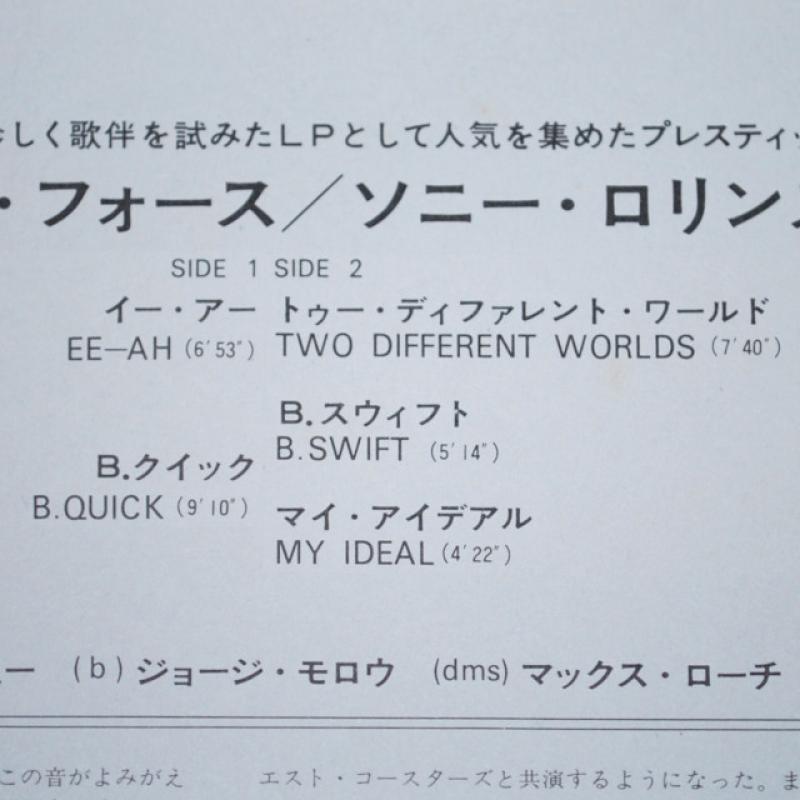 しく歌伴を試みたLPとして人気を集めたプレスティッ
・フォース／ソニー・ロリンス
SIDE 1 SIDE 2
イー・アー
EE—AH (6′53″)
B.クイック
B.QUICK (9′10″)
トゥー・ディファレント・ワールド
TWO DIFFERENT WORLDS (7′40″)
B.スウィフト
B.SWIFT (5′14″)
マイ・アイデアル
MY IDEAL (4′22″)
ー (b) ジョージ・モロウ (dms) マックス・ローチ
この音がよみがえ
エスト・コースターズと共演するようになった。ま